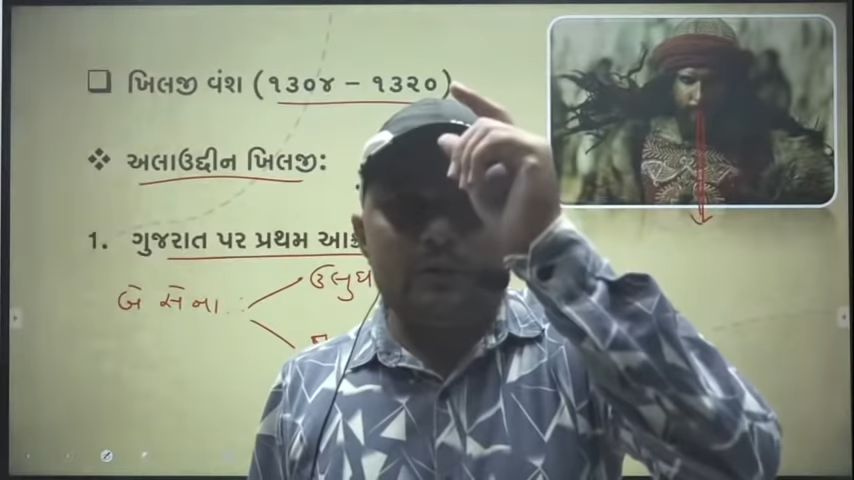 ખિલજી વંશ (૧૩૦૪ – ૧૩૨૦)
અલાઉદ્દીન ખિલજી:
1. ગુજરાત પર પ્રથમ
બે સેના